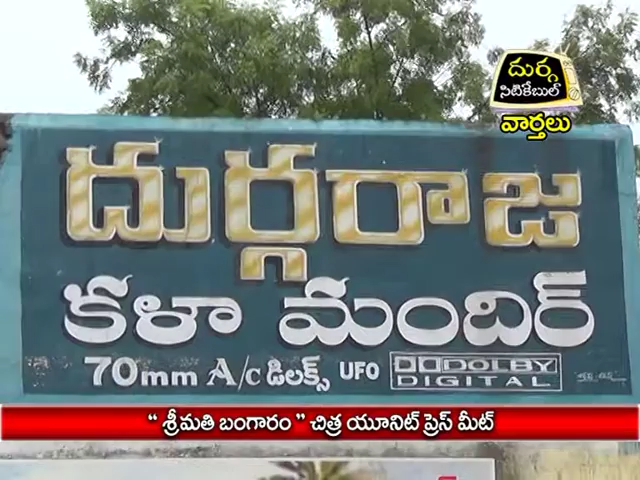 దుర్గ
సిటికేబుల్
వార్తలు
దుర్గరాజ
కళా మందిర్
70mm A/c డీలక్స్ UFO DOLBY
DIGITAL
“ శ్రీమతి బంగారం ” చిత్ర యూనిట్ ప్రెస్ మీట్